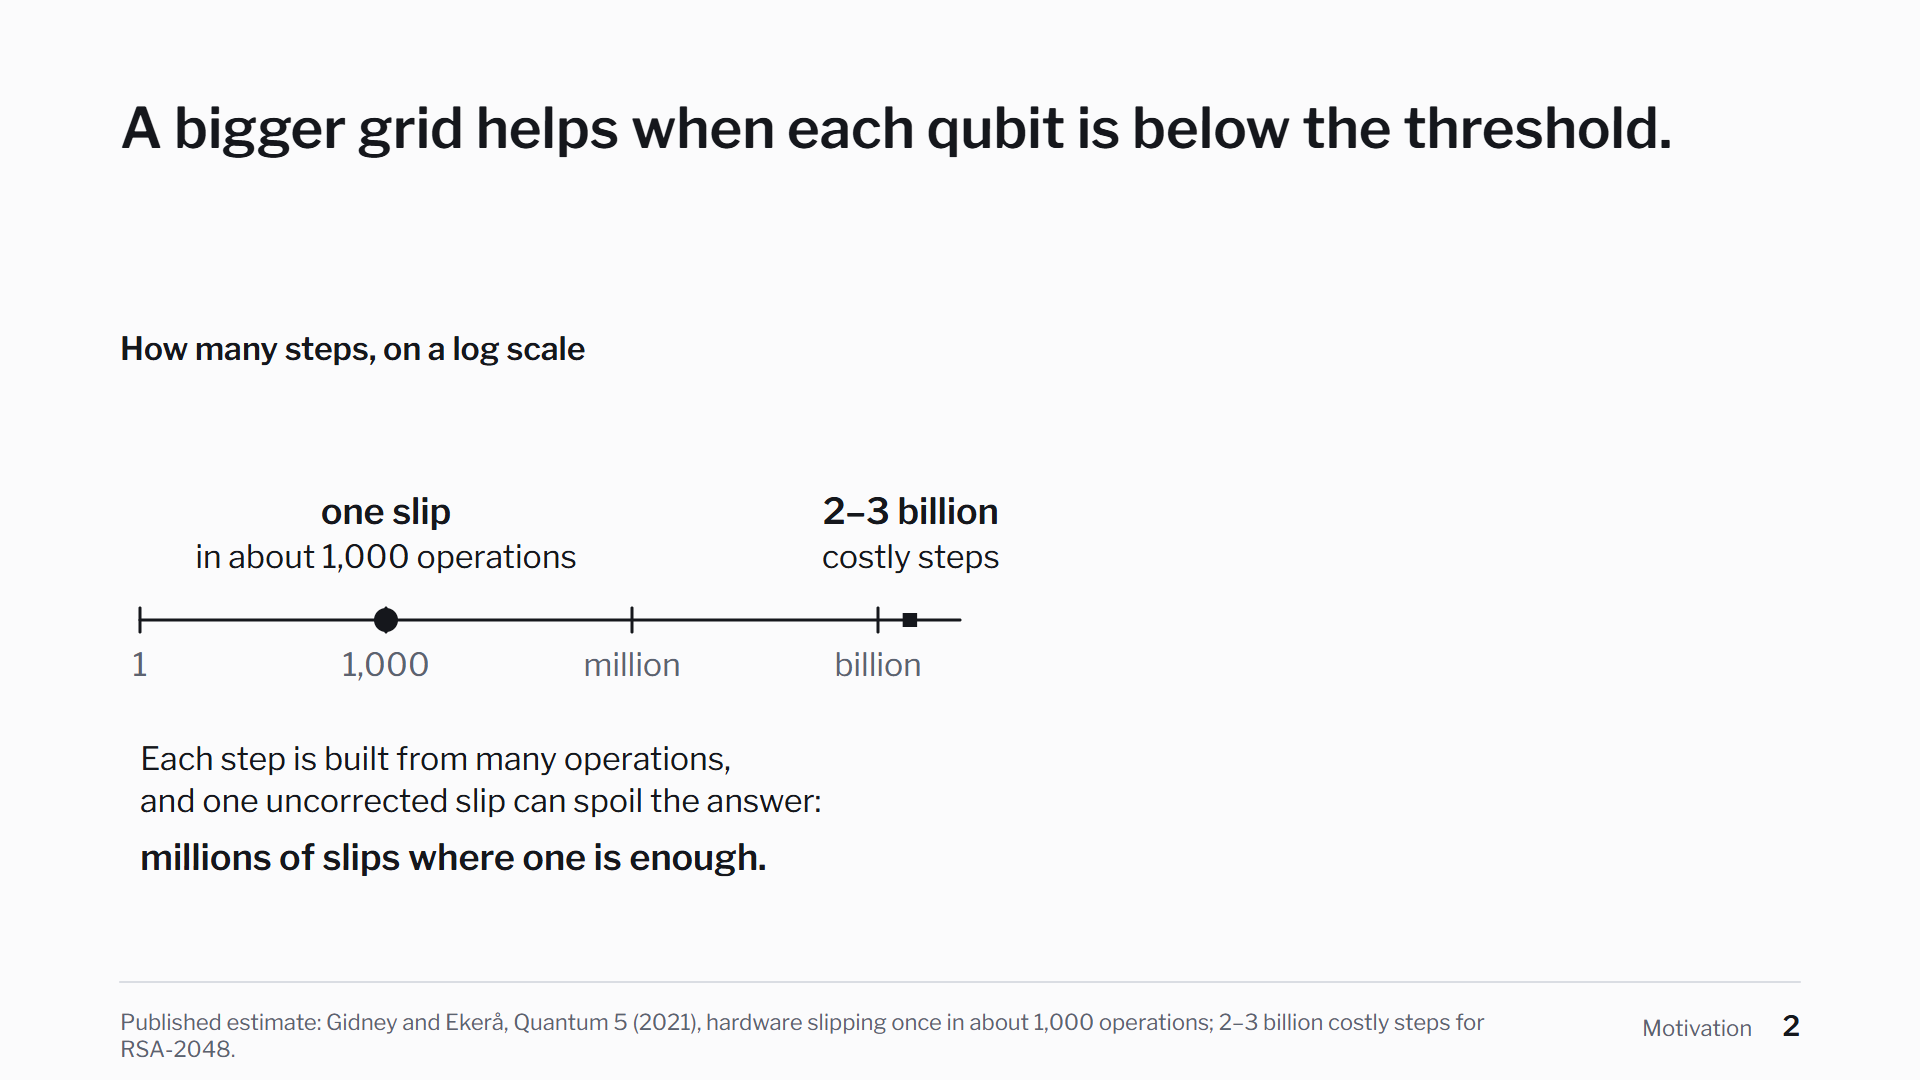 A bigger grid helps when each qubit is below the threshold.
How many steps, on a log scale
one slip
in about 1,000 operations
2–3 billion
costly steps
1
1,000
million
billion
Each step is built from many operations,
and one uncorrected slip can spoil the answer:
millions of slips where one is enough.
Published estimate: Gidney and Ekerå, Quantum 5 (2021), hardware slipping once in about 1,000 operations; 2–3 billion costly steps for
RSA-2048.
Motivation 2